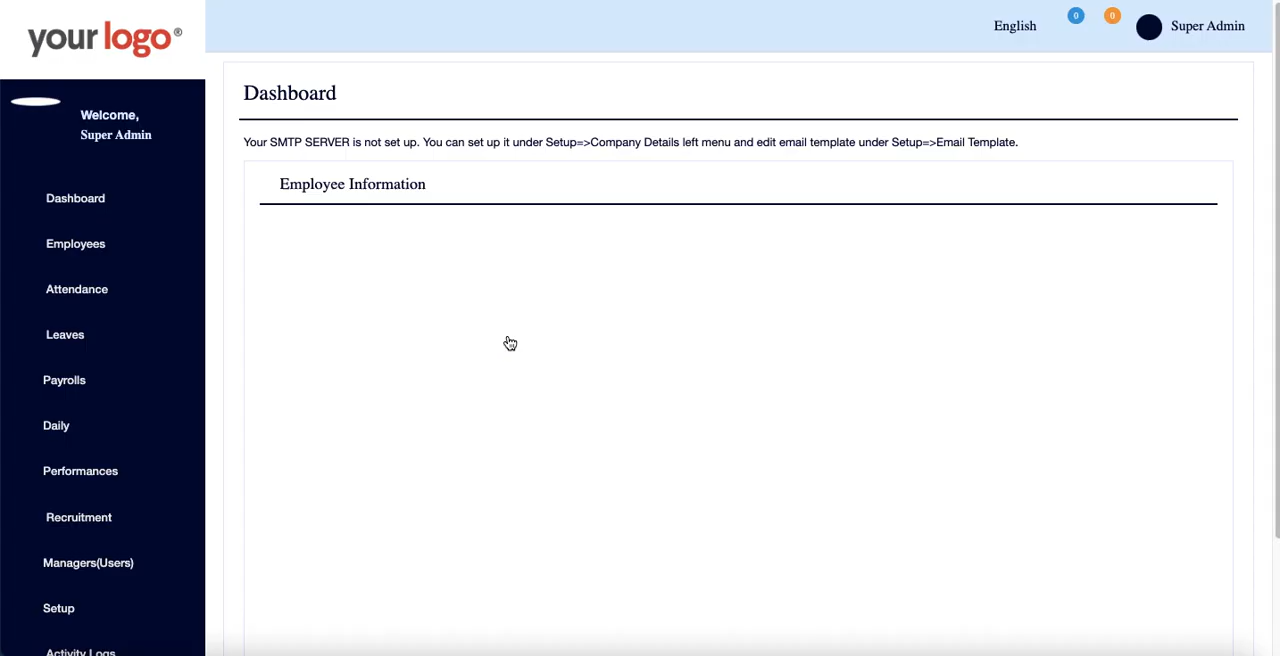 your logo®
English
0
0
Super Admin
Welcome,
Super Admin
Dashboard
Employees
Attendance
Leaves
Payrolls
Daily
Performances
Recruitment
Managers(Users)
Setup
Activity Logs
Dashboard
Your SMTP SERVER is not set up. You can set up it under Setup=>Company Details left menu and edit email template under Setup=>Email Template.
Employee Information